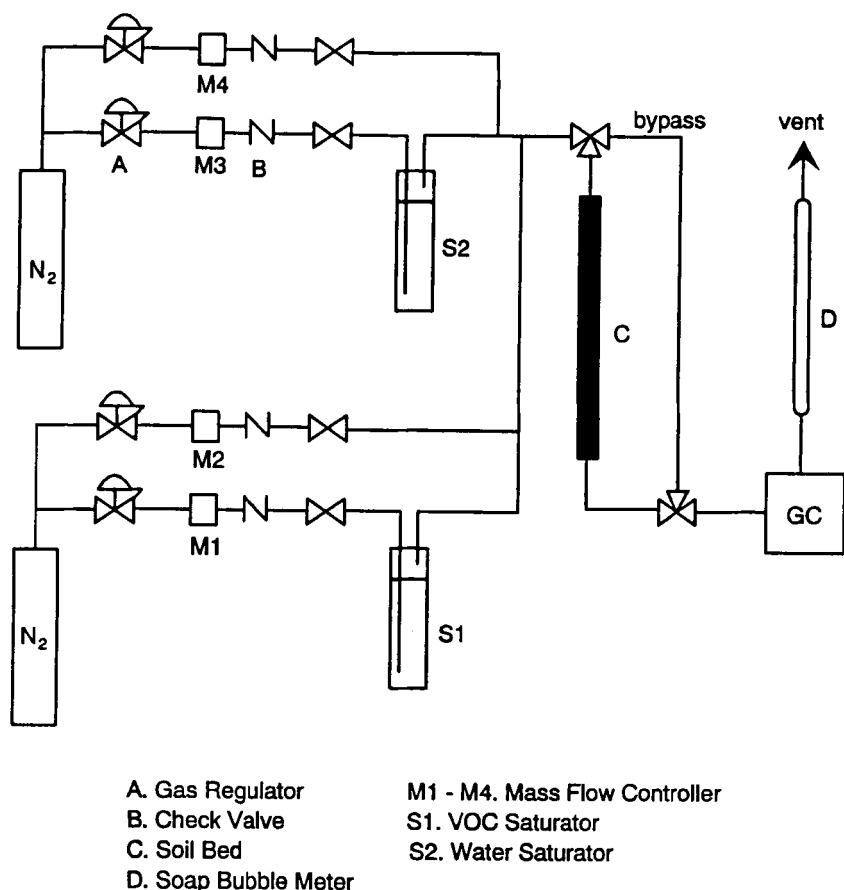 M4
bypass
vent
A
M3
B
N2
S2
C
D
M2
GC
M1
N2
S1
A. Gas Regulator
B. Check Valve
C. Soil Bed
D. Soap Bubble Meter
M1 - M4. Mass Flow Controller
S1. VOC Saturator
S2. Water Saturator